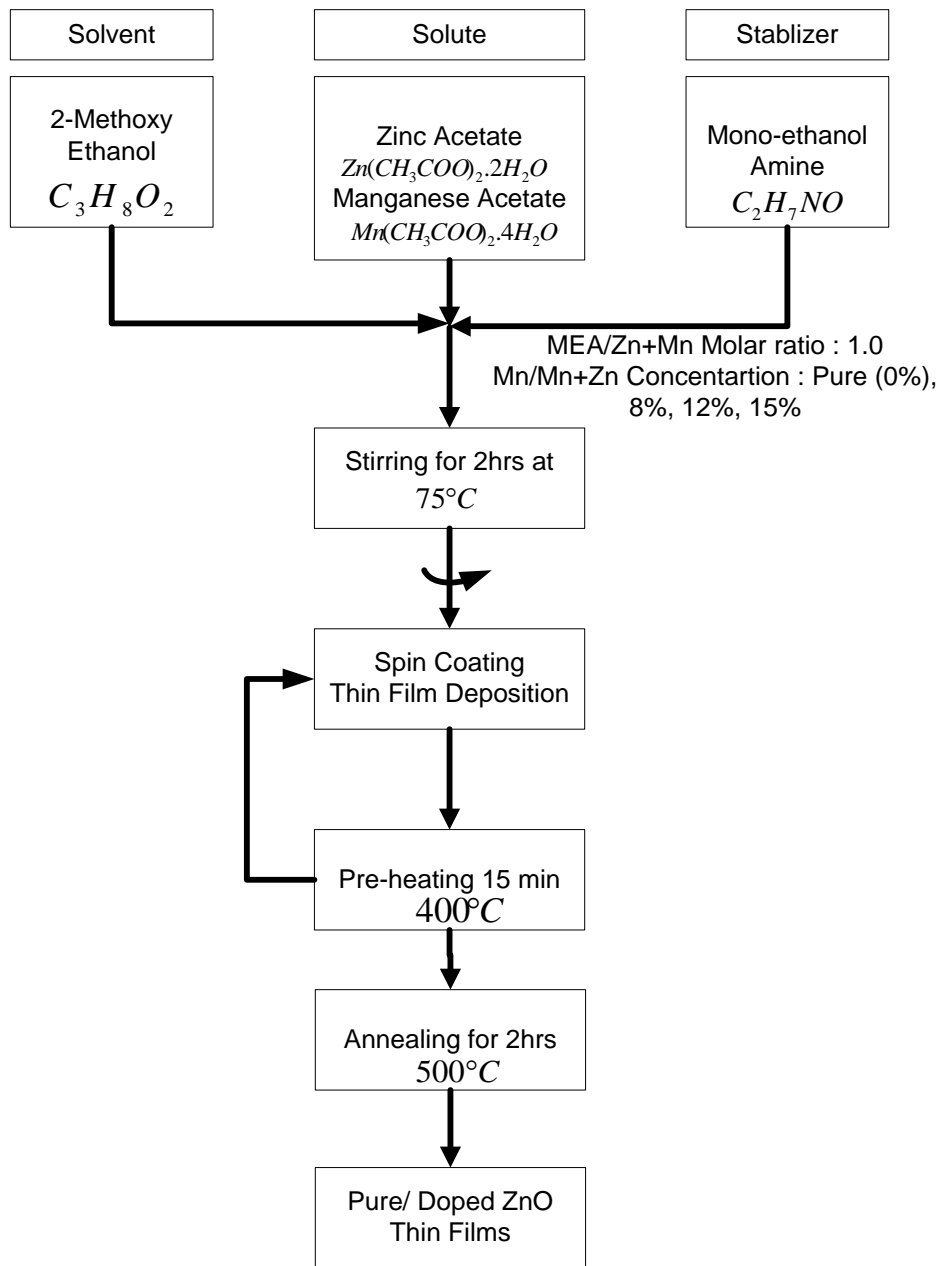 Solvent
Solute
Stablizer
2-Methoxy
Ethanol
C₃H₈O₂
Zinc Acetate
Zn(CH₃COO)₂.2H₂O
Manganese Acetate
Mn(CH₃COO)₂.4H₂O
Mono-ethanol
Amine
C₂H₇NO
MEA/Zn+Mn Molar ratio : 1.0
Mn/Mn+Zn Concentartion : Pure (0%),
8%, 12%, 15%
Stirring for 2hrs at
75°C
Spin Coating
Thin Film Deposition
Pre-heating 15 min
400°C
Annealing for 2hrs
500°C
Pure/ Doped ZnO
Thin Films